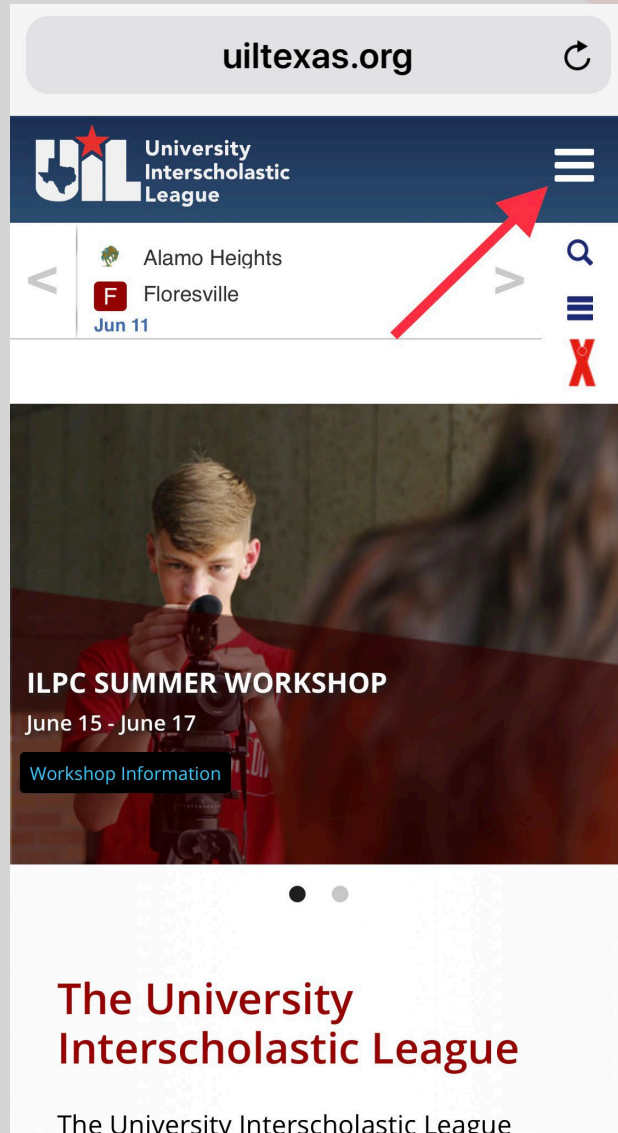 uiltexas.org
UIL University
Interscholastic
League
< Alamo Heights >
F Floresville
Jun 11
ILPC SUMMER WORKSHOP
June 15 - June 17
Workshop Information
The University
Interscholastic League
The University Interscholastic League